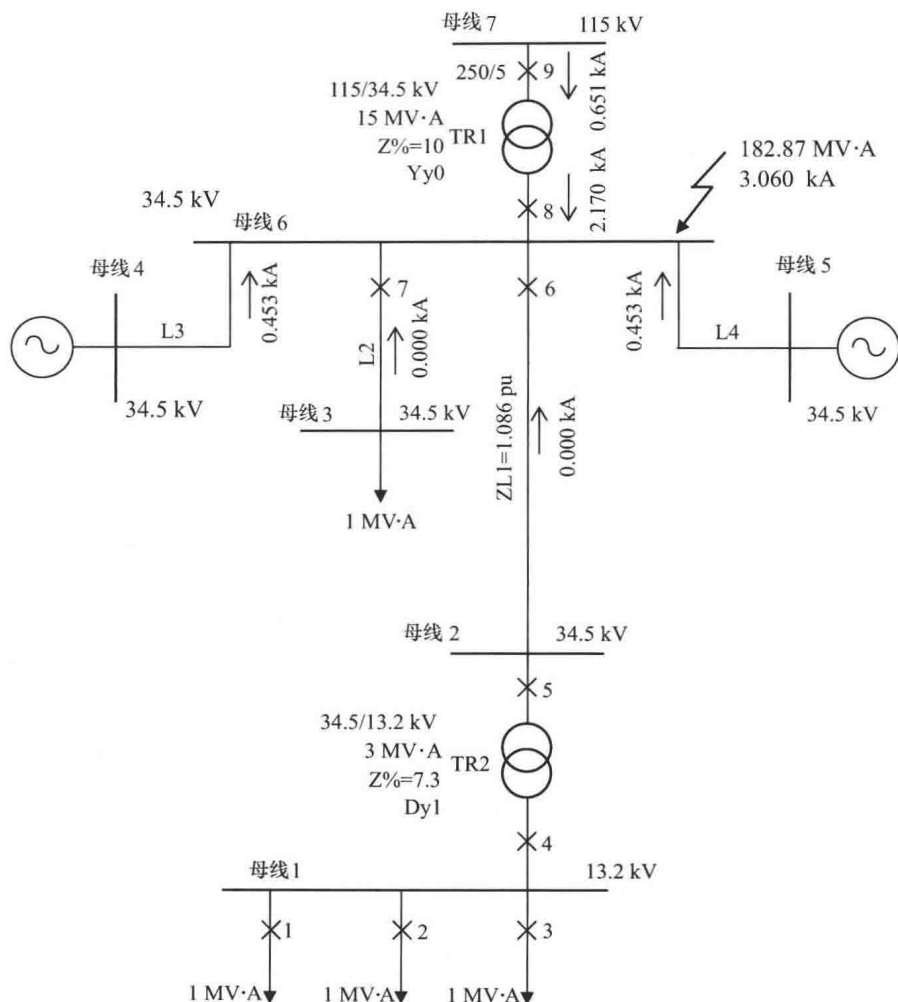 母线 7
115 kV
250/5
9
0.651 kA
115/34.5 kV
15 MV·A
Z%=10
Yy0
TR1
2.170 kA
8
182.87 MV·A
3.060 kA
34.5 kV
母线 6
母线 4
母线 5
0.453 kA
7
6
0.453 kA
L3
L2
0.000 kA
L4
34.5 kV
母线 3
34.5 kV
ZL1=1.086 pu
0.000 kA
34.5 kV
1 MV·A
母线 2
34.5 kV
5
34.5/13.2 kV
3 MV·A
Z%=7.3
Dy1
TR2
4
母线1
13.2 kV
1
2
3
1 MV·A
1 MV·A
1 MV·A